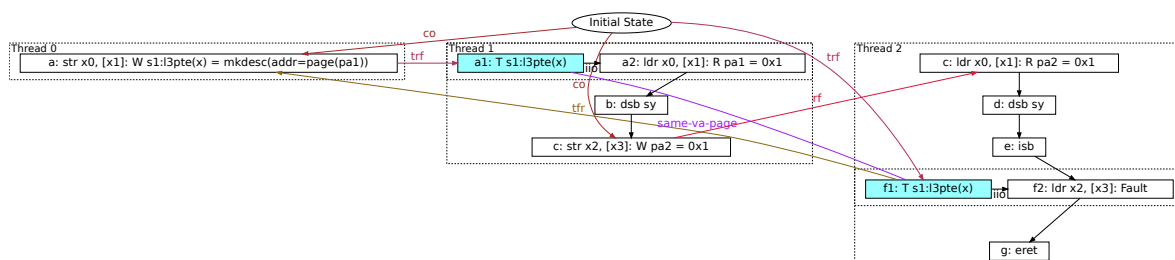 Initial State
co
Thread 0
a: str x0, [x1]: W s1:l3pte(x) = mkdesc(addr=page(pa1))
trf
Thread 1
a1: T s1:l3pte(x)
iio
a2: ldr x0, [x1]: R pa1 = 0x1
co
b: dsb sy
c: str x2, [x3]: W pa2 = 0x1
tfr
same-va-page
rf
trf
Thread 2
c: ldr x0, [x1]: R pa2 = 0x1
d: dsb sy
e: isb
f1: T s1:l3pte(x)
iio
f2: ldr x2, [x3]: Fault
g: eret